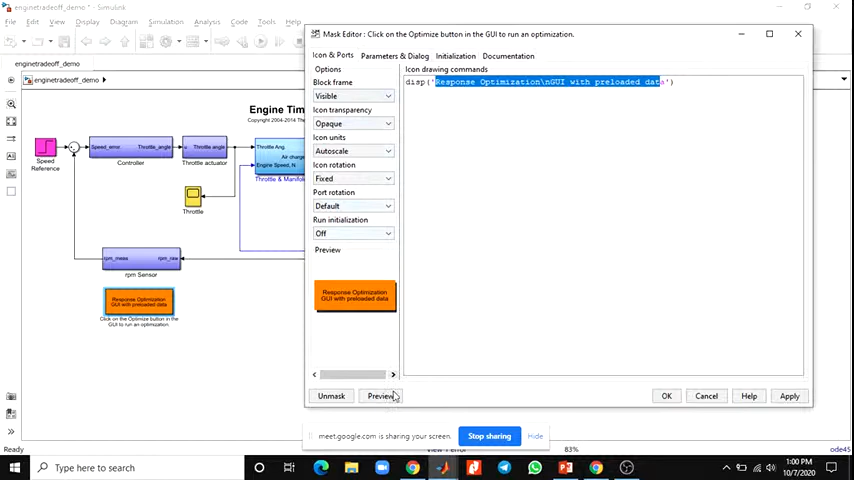 enginetradeoff_demo * - Simulink
File Edit View Display Diagram Simulation Analysis Code Tools Help
enginetradeoff_demo
enginetradeoff_demo
Engine Tim
Copyright 2004-2014 The
Speed
Reference
Speed_error
Throttle_angle
Controller
Throttle angle
Throttle actuator
Throttle Ang.
Air charge
Engine Speed, N
Throttle & Manifold
Throttle
rpm_meas
rpm_raw
rpm Sensor
Response Optimization
GUI with preloaded data
Click on the Optimize button in the
GUI to run an optimization.
Mask Editor : Click on the Optimize button in the GUI to run an optimization.
Icon & Ports Parameters & Dialog Initialization Documentation
Options
Block frame
Visible
Icon transparency
Opaque
Icon units
Autoscale
Icon rotation
Fixed
Port rotation
Default
Run initialization
Off
Preview
Response Optimization
GUI with preloaded data
Icon drawing commands
disp('Response Optimization\nGUI with preloaded data')
Unmask Preview OK Cancel Help Apply
meet.google.com is sharing your screen. Stop sharing Hide
Ready 83% ode45
Type here to search
1:00 PM
10/7/2020